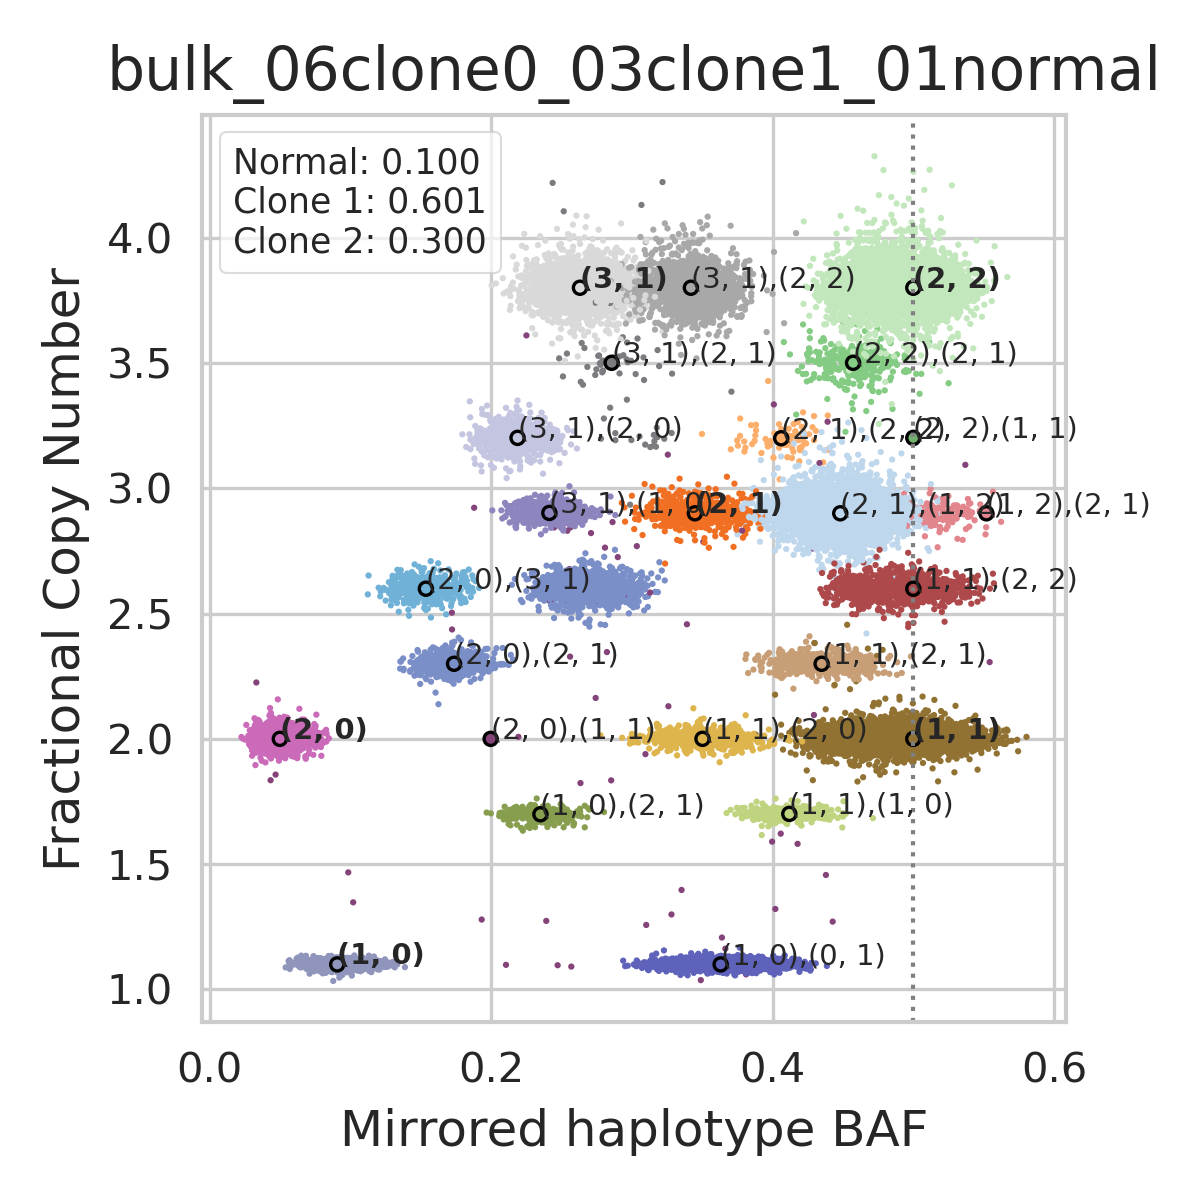 bulk_06clone0_03clone1_01normal
Normal: 0.100
Clone 1: 0.601
Clone 2: 0.300
Fractional Copy Number
4.0
3.5
3.0
2.5
2.0
1.5
1.0
(3, 1)
(3, 1),(2, 2)
(2, 2)
(3, 1),(2, 1)
(2, 2),(2, 1)
(3, 1),(2, 0)
(2, 1),(2, 2)
(2, 2),(1, 1)
(3, 1),(1, 0)
(2, 1)
(2, 1),(1, 2)
(1, 2),(2, 1)
(2, 0),(3, 1)
(1, 1),(2, 2)
(2, 0),(2, 1)
(1, 1),(2, 1)
(2, 0)
(2, 0),(1, 1)
(1, 1),(2, 0)
(1, 1)
(1, 0),(2, 1)
(1, 1),(1, 0)
(1, 0)
(1, 0),(0, 1)
0.0
0.2
0.4
0.6
Mirrored haplotype BAF